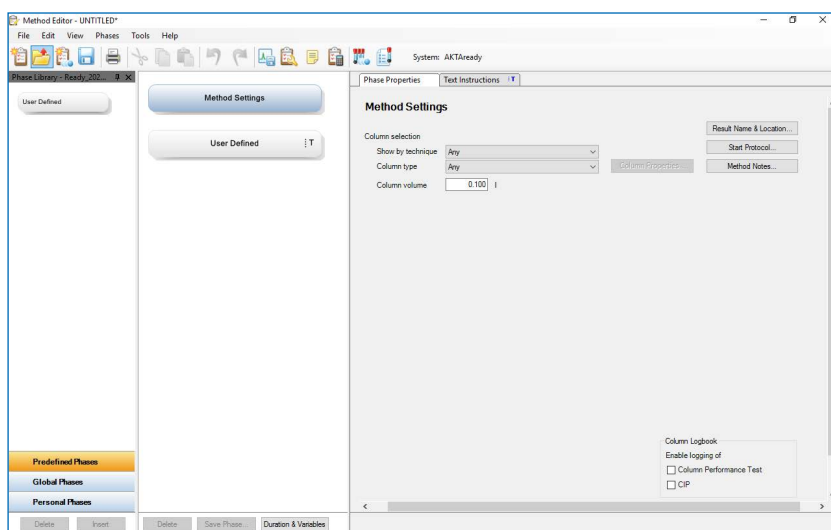 Method Editor - UNTITLED*
File Edit View Phases Tools Help
System: AKTAready
Phase Library - Ready_202...
User Defined
Predefined Phases
Global Phases
Personal Phases
Delete Insert
Method Settings
User Defined T
Delete Save Phase... Duration & Variables
Phase Properties Text Instructions T
Method Settings
Result Name & Location...
Column selection
Start Protocol...
Show by technique Any
Column type Any Column Properties... Method Notes...
Column volume 0.100 l
Column Logbook
Enable logging of
Column Performance Test
CIP